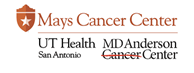 Mays Cancer Center
UT Health MD Anderson
San Antonio Cancer Center